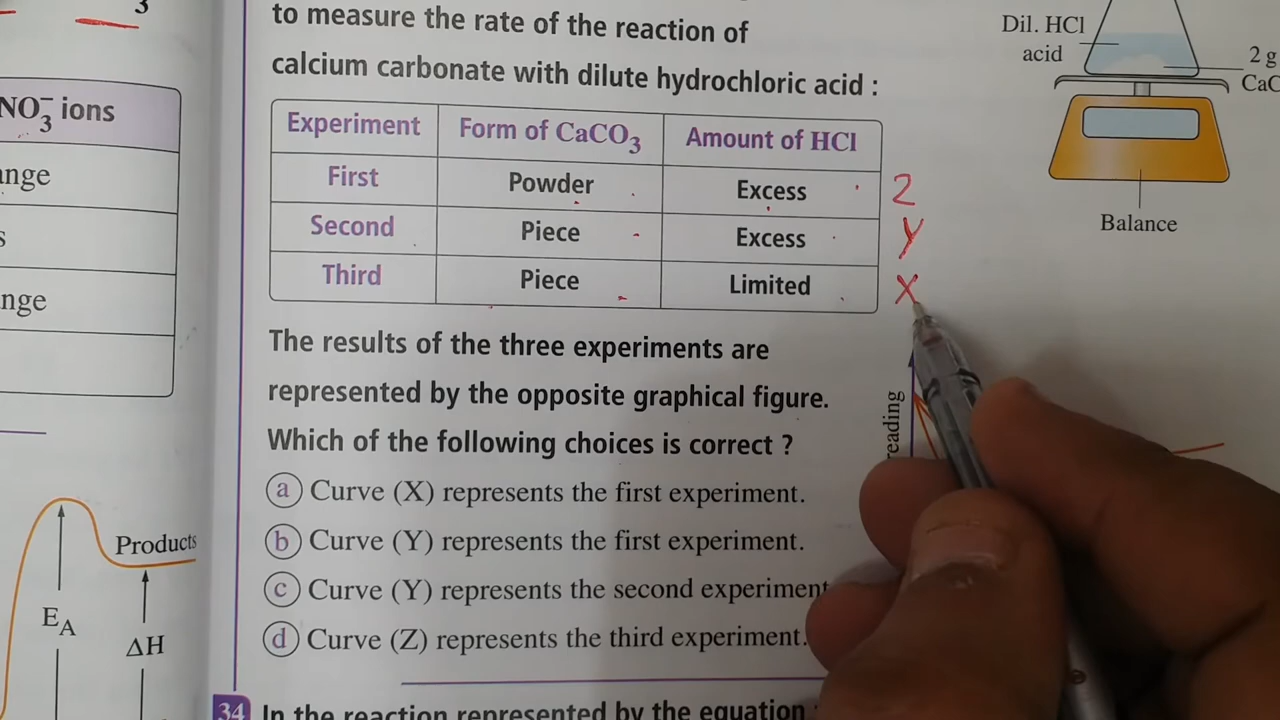 3
to measure the rate of the reaction of
calcium carbonate with dilute hydrochloric acid :
Experiment Form of CaCO₃ Amount of HCl
First Powder Excess 2
Second Piece Excess y
Third Piece Limited X
The results of the three experiments are
represented by the opposite graphical figure.
Which of the following choices is correct ?
a Curve (X) represents the first experiment.
b Curve (Y) represents the first experiment.
c Curve (Y) represents the second experiment
d Curve (Z) represents the third experiment.
34 In the reaction represented by the equation :
NO₃⁻ ions
Products
E_A
ΔH
Dil. HCl
acid
2 g
Balance